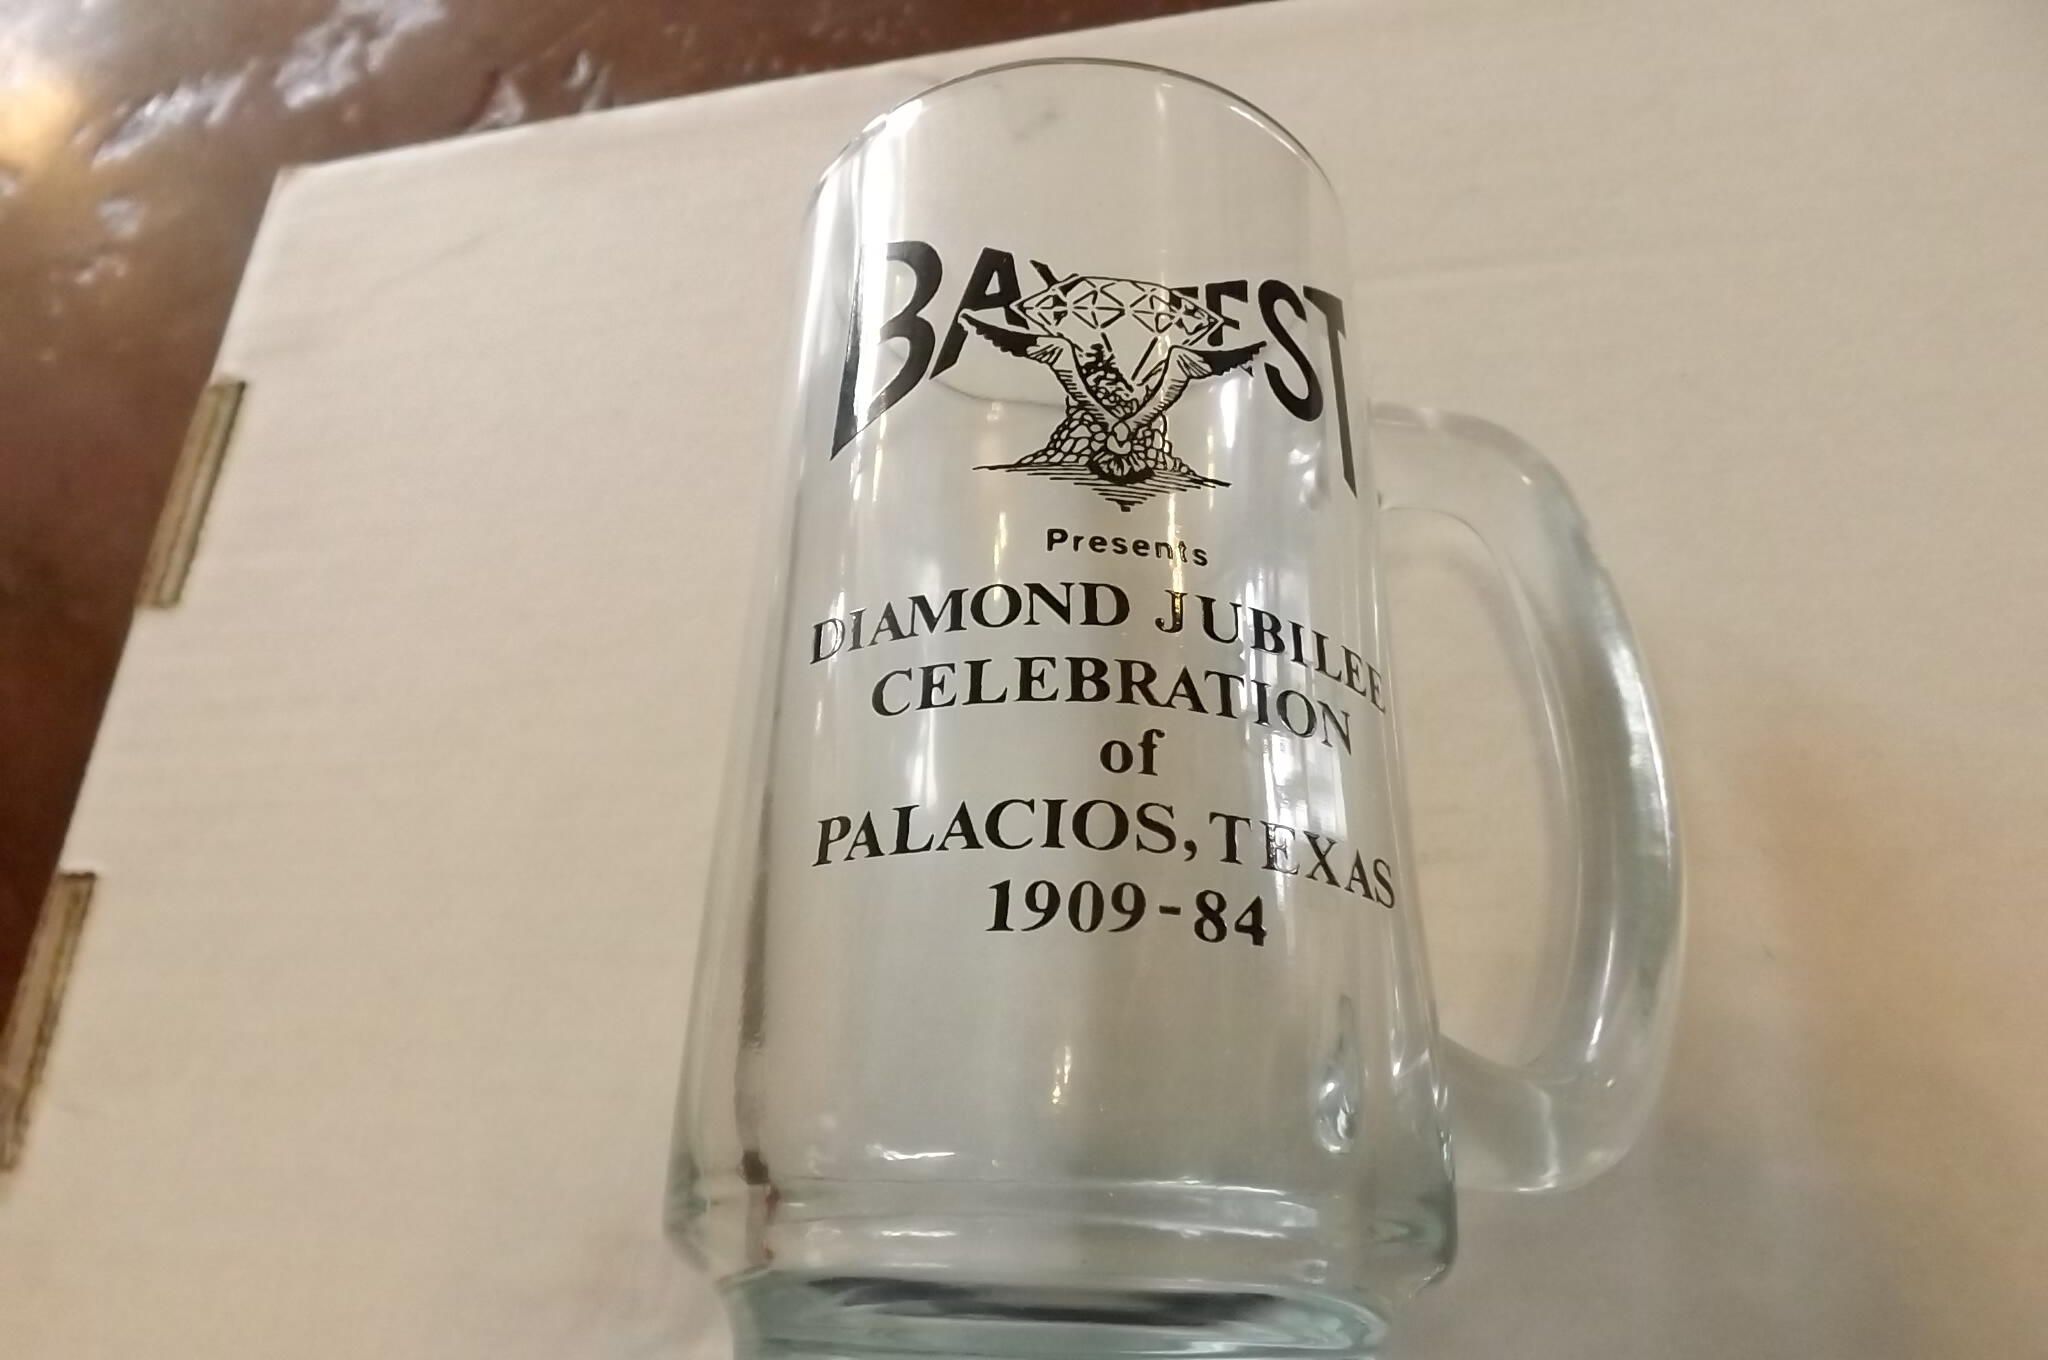 BAYFEST
Presents
DIAMOND JUBILEE
CELEBRATION
of
PALACIOS, TEXAS
1909-84